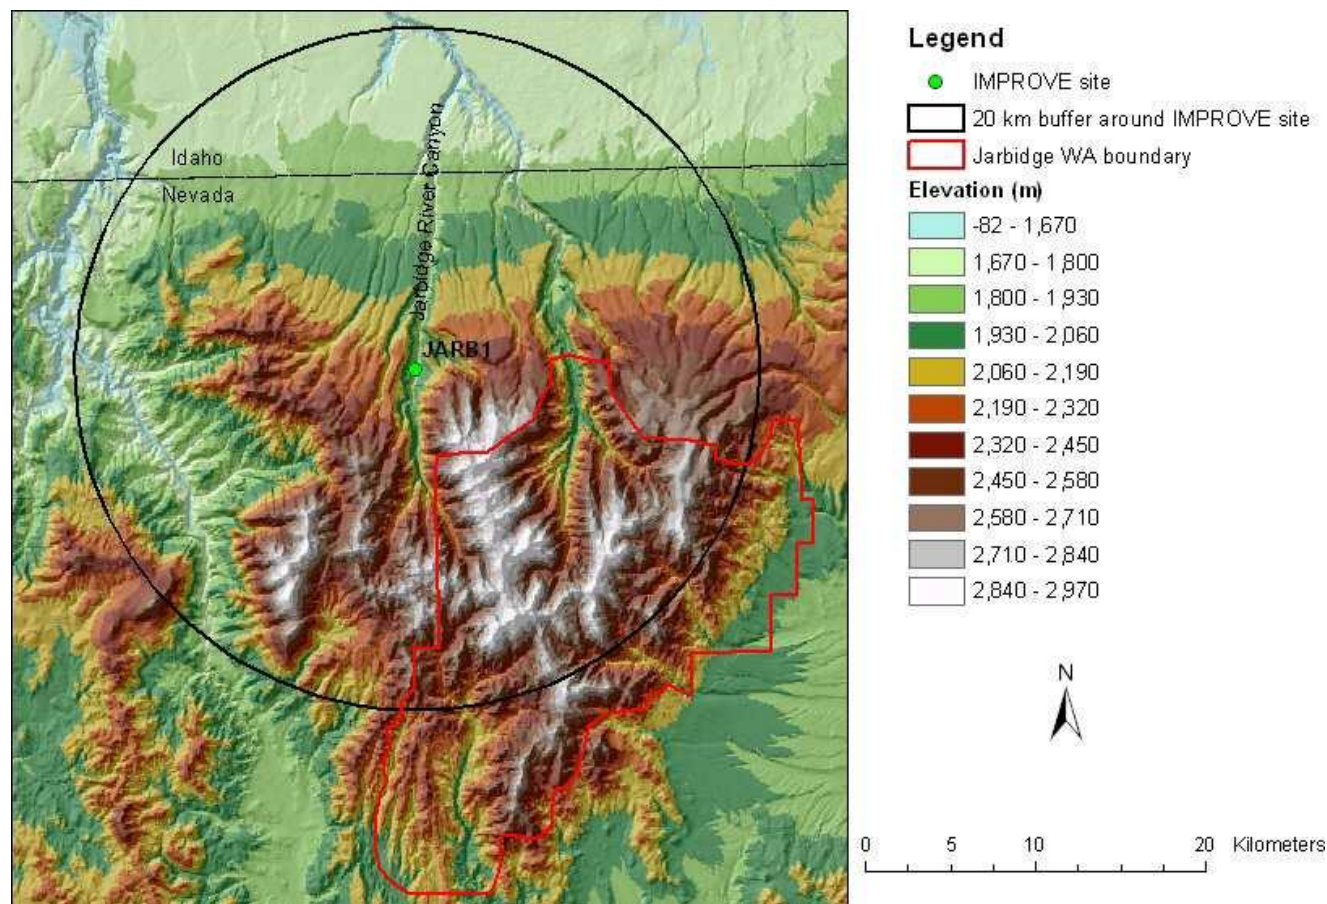 Idaho
Nevada
Jarbidge River Canyon
JARB1
Legend
IMPROVE site
20 km buffer around IMPROVE site
Jarbidge WA boundary
Elevation (m)
-82 - 1,670
1,670 - 1,800
1,800 - 1,930
1,930 - 2,060
2,060 - 2,190
2,190 - 2,320
2,320 - 2,450
2,450 - 2,580
2,580 - 2,710
2,710 - 2,840
2,840 - 2,970
N
0 5 10 20 Kilometers